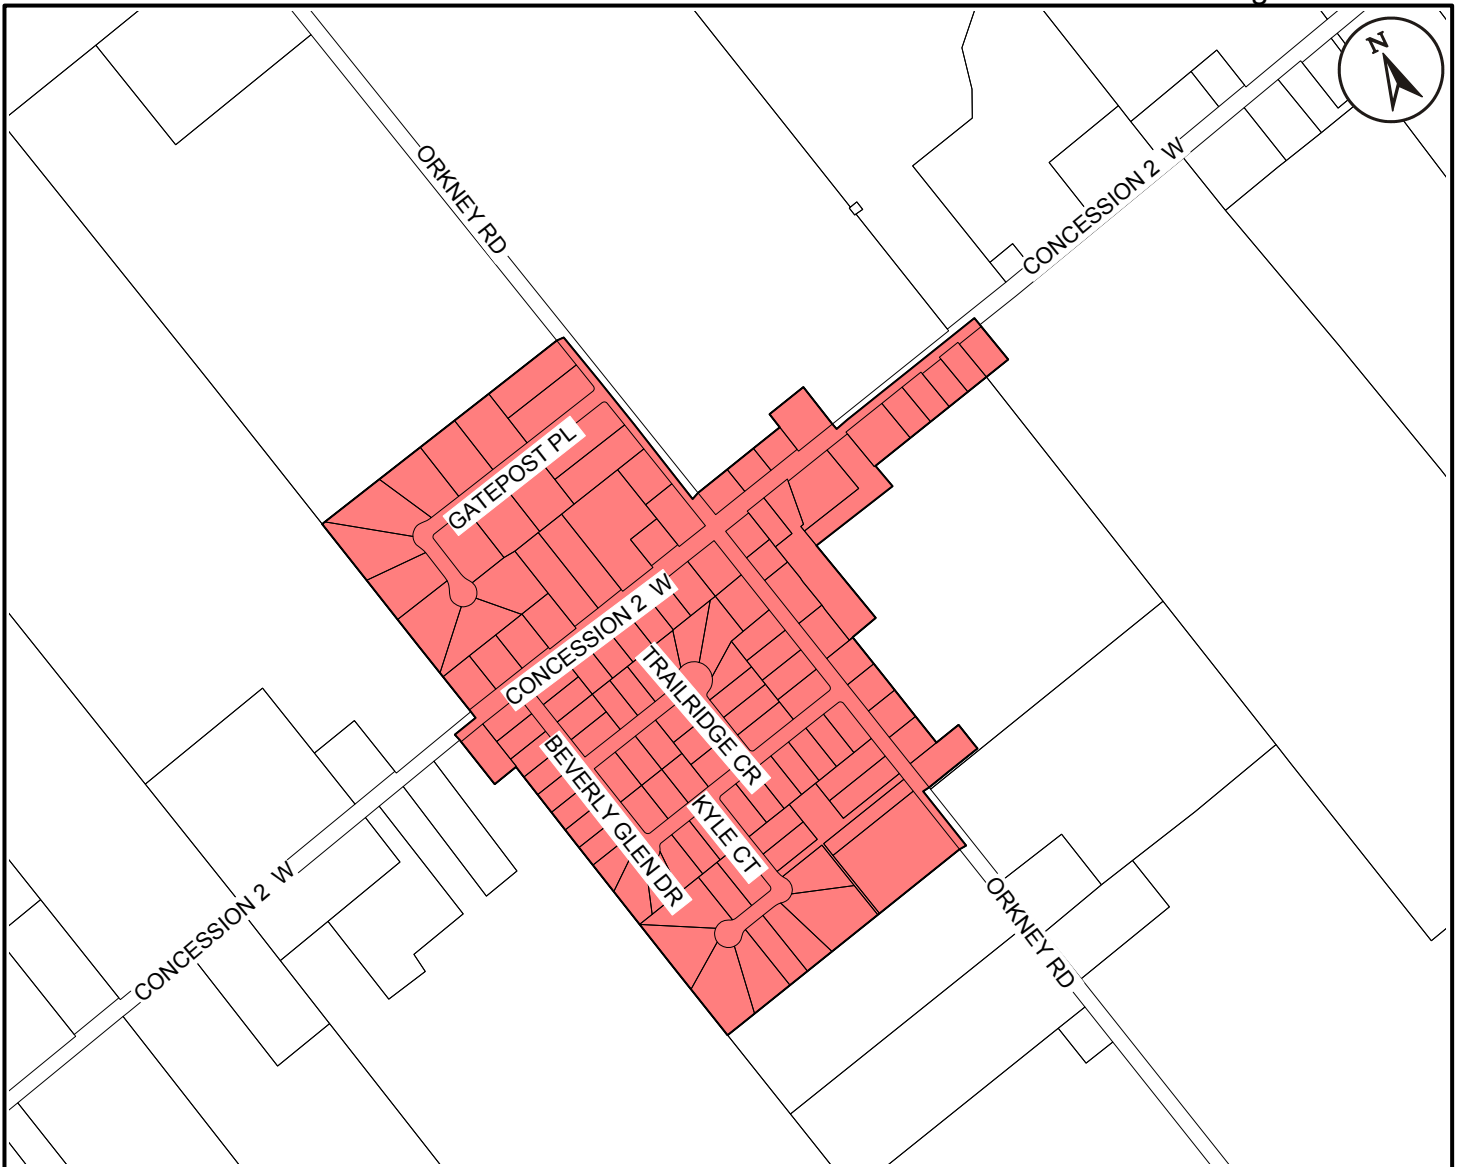 N
ORKNEY RD
CONCESSION 2 W
GATEPOST PL
CONCESSION 2 W
TRAILRIDGE CR
BEVERLY GLEN DR
KYLE CT
CONCESSION 2 W
ORKNEY RD